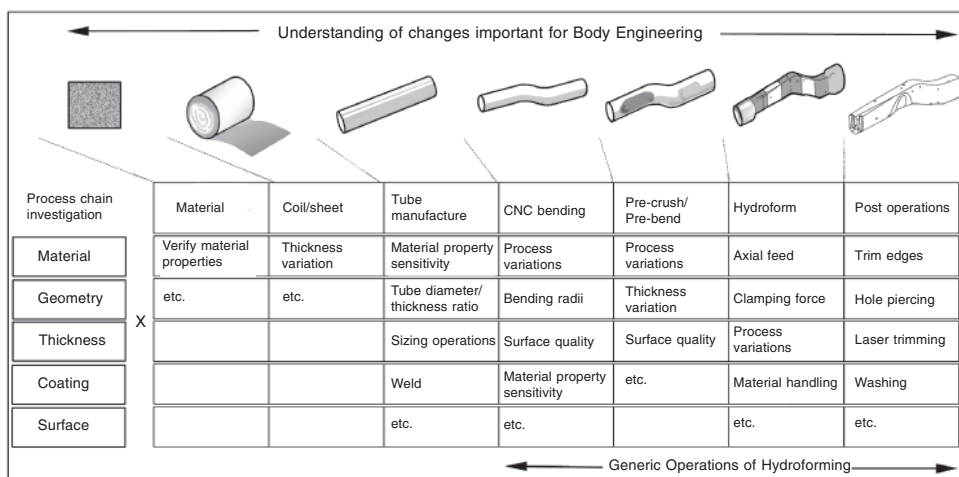 Understanding of changes important for Body Engineering
Process chain
investigation
Material
Coil/sheet
Tube
manufacture
CNC bending
Pre-crush/
Pre-bend
Hydroform
Post operations
Material
Verify material
properties
Thickness
variation
Material property
sensitivity
Process
variations
Process
variations
Axial feed
Trim edges
Geometry
X
etc.
etc.
Tube diameter/
thickness ratio
Bending radii
Thickness
variation
Clamping force
Hole piercing
Thickness
Sizing operations
Surface quality
Surface quality
Process
variations
Laser trimming
Coating
Weld
Material property
sensitivity
etc.
Material handling
Washing
Surface
etc.
etc.
etc.
etc.
Generic Operations of Hydroforming